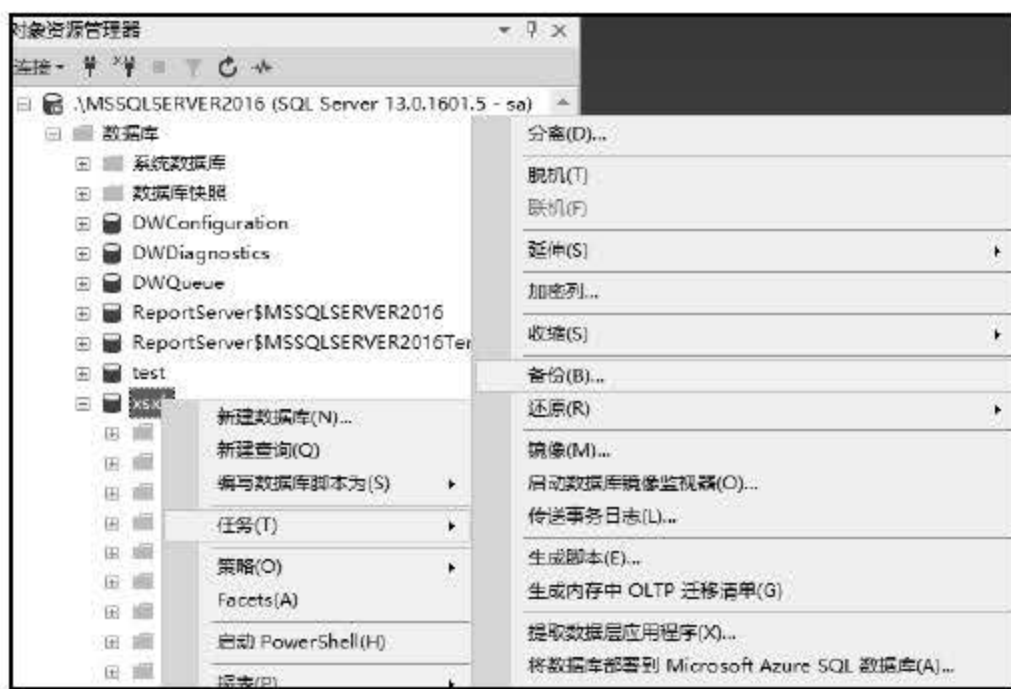 对象资源管理器
连接
.\MSSQLSERVER2016 (SQL Server 13.0.1601.5 - sa)
数据库
系统数据库
数据库快照
DWConfiguration
DWDiagnostics
DWQueue
ReportServer$MSSQLSERVER2016
ReportServer$MSSQLSERVER2016Ter
test
新建数据库(N)...
新建查询(Q)
编写数据库脚本为(S)
任务(T)
策略(O)
Facets(A)
启动 PowerShell(H)
报表(P)
分离(D)...
脱机(T)
联机(F)
延伸(S)
加密列...
收缩(S)
备份(B)...
还原(R)
镜像(M)...
启动数据库镜像监视器(O)...
传送事务日志(L)...
生成脚本(E)...
生成内存中 OLTP 迁移清单(G)
提取数据层应用程序(X)...
将数据库部署到 Microsoft Azure SQL 数据库(A)...